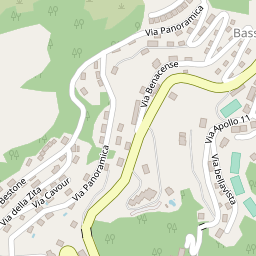 Via Panoramica
Bass
Via Benacense
Via Apollo 11
Via Panoramica
Via bellavista
Bestone
Via della Zita
Via Cavour